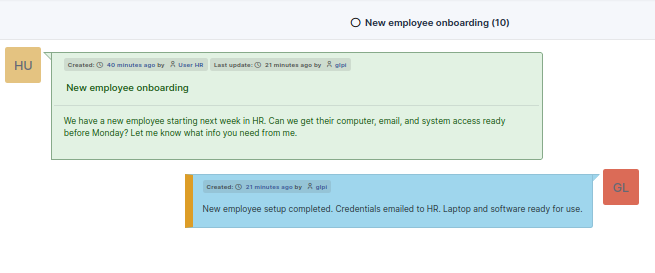 New employee onboarding (10)
HU
Created: 40 minutes ago by User HR Last update: 21 minutes ago by glpi
New employee onboarding
We have a new employee starting next week in HR. Can we get their computer, email, and system access ready
before Monday? Let me know what info you need from me.
GL
Created: 21 minutes ago by glpi
New employee setup completed. Credentials emailed to HR. Laptop and software ready for use.